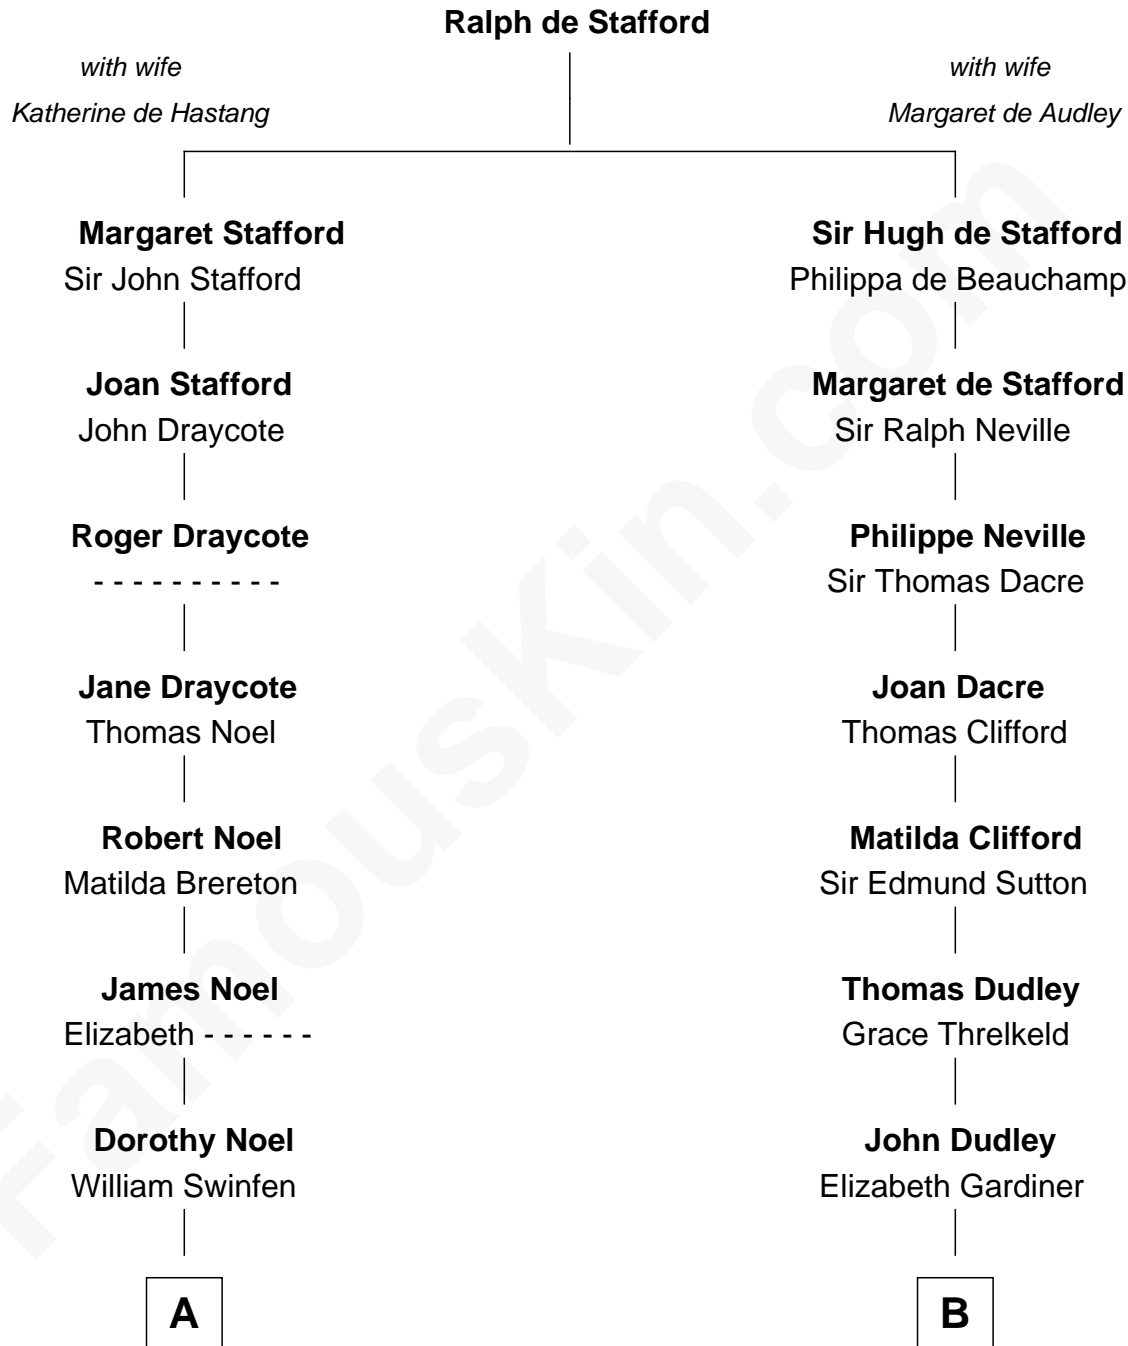 Ralph de Stafford
with wife
Katherine de Hastang
with wife
Margaret de Audley
Margaret Stafford
Sir John Stafford
Sir Hugh de Stafford
Philippa de Beauchamp
Joan Stafford
John Draycote
Margaret de Stafford
Sir Ralph Neville
Roger Draycote
- - - - - - - - - -
Philippe Neville
Sir Thomas Dacre
Jane Draycote
Thomas Noel
Joan Dacre
Thomas Clifford
Robert Noel
Matilda Brereton
Matilda Clifford
Sir Edmund Sutton
James Noel
Elizabeth - - - - - -
Thomas Dudley
Grace Threlkeld
Dorothy Noel
William Swinfen
John Dudley
Elizabeth Gardiner
A
B
FamousKin.com